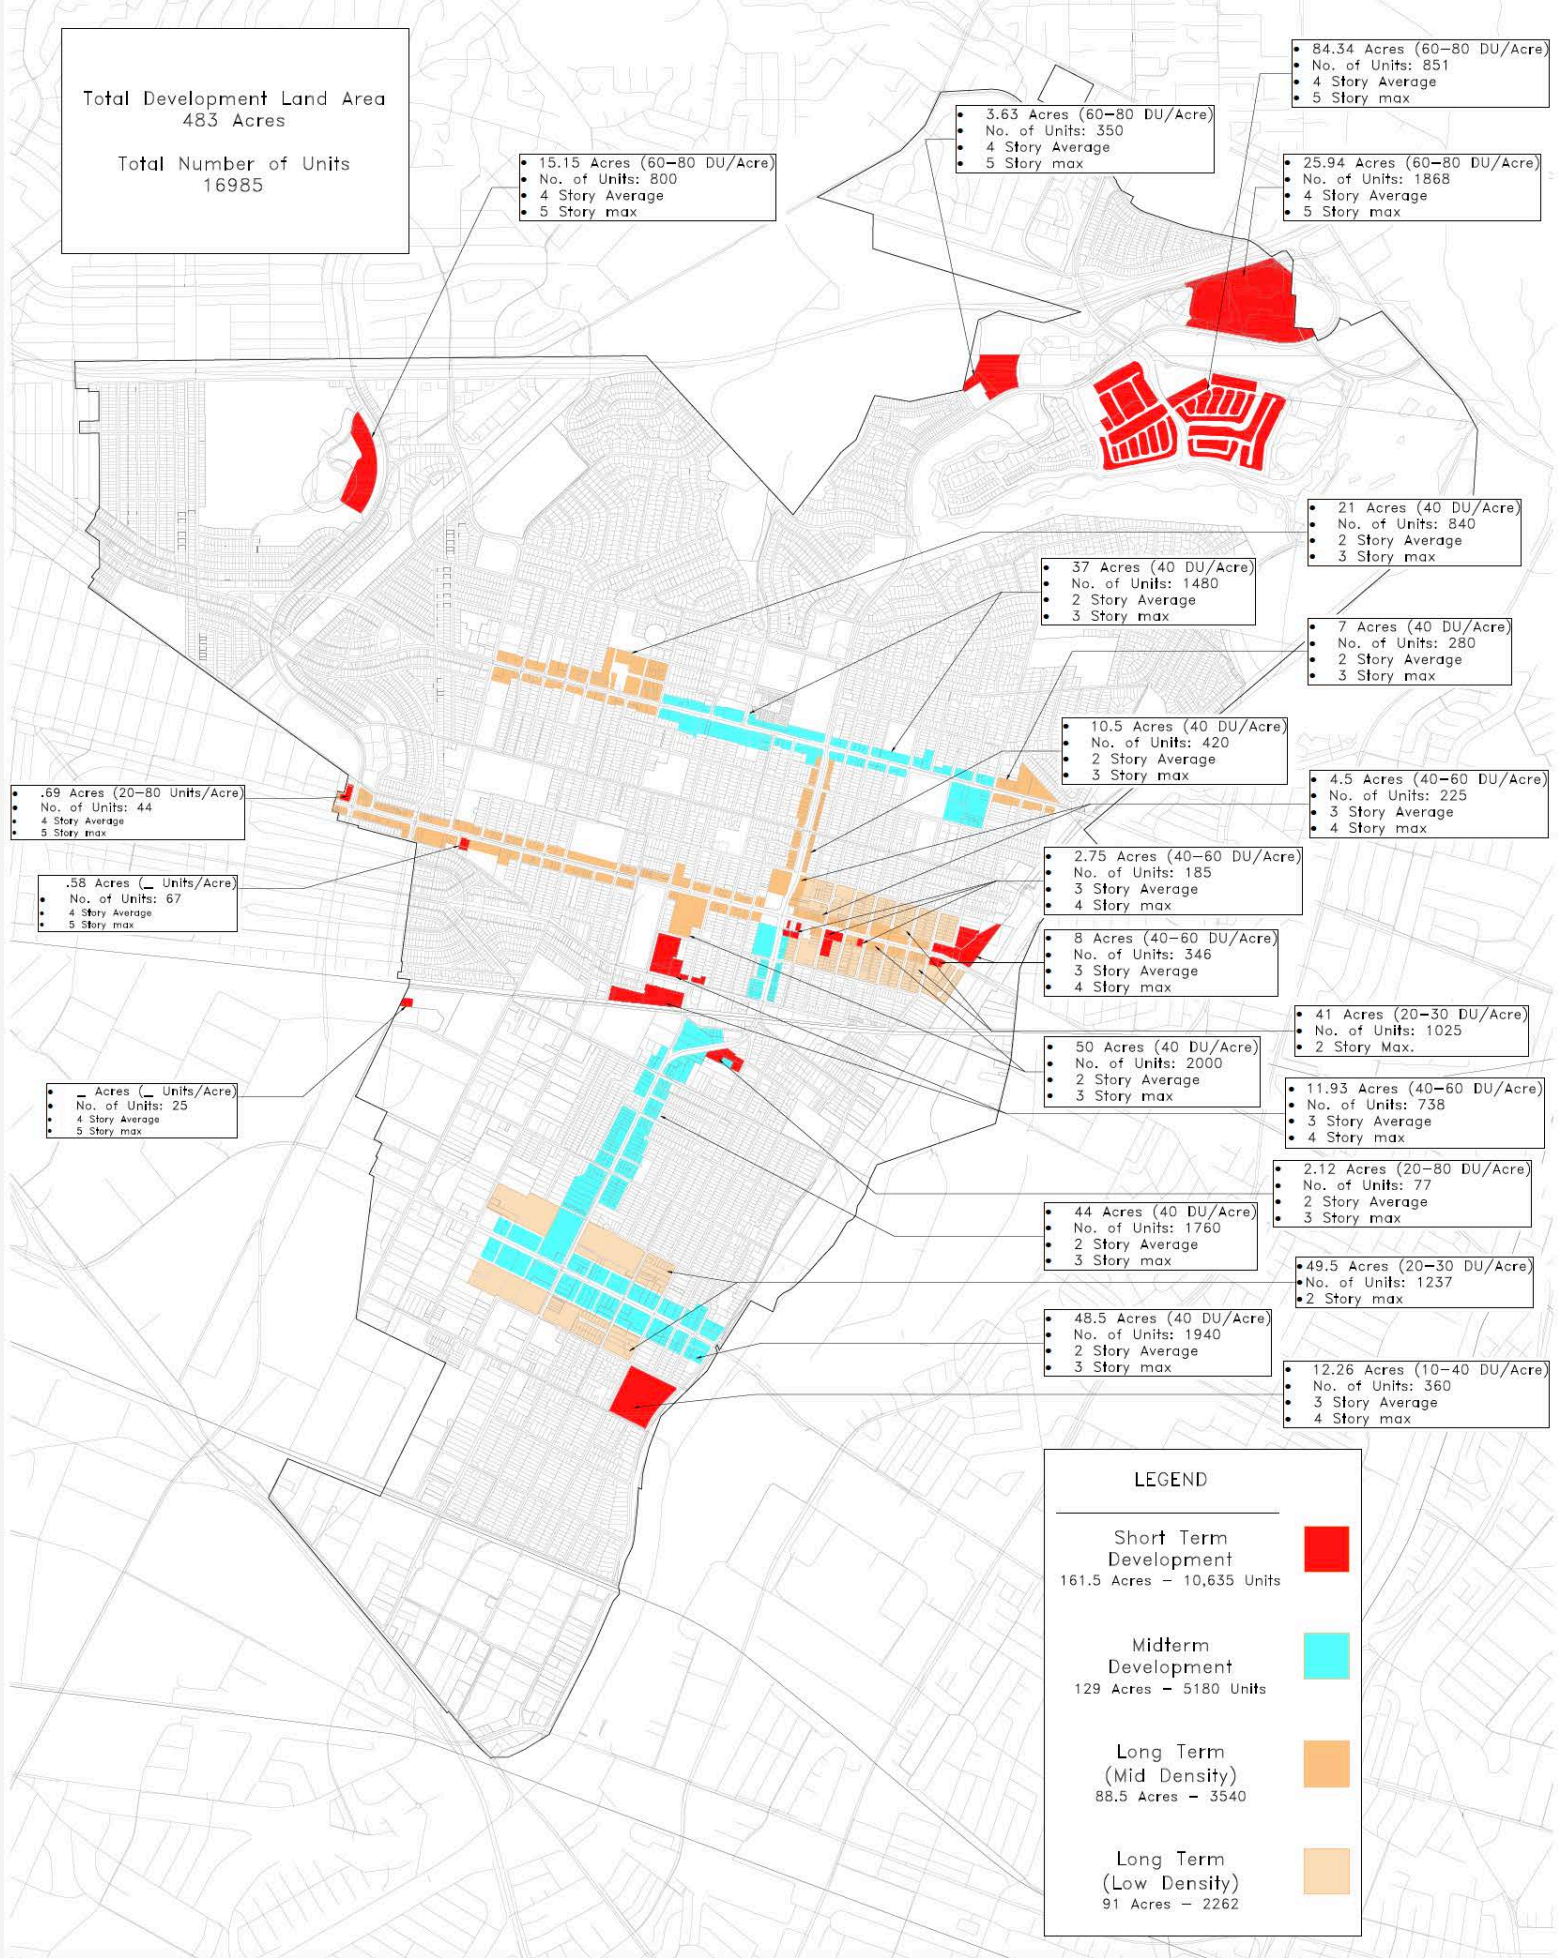 Total Development Land Area
483 Acres
Total Number of Units
16985
• 15.15 Acres (60-80 DU/Acre)
• No. of Units: 800
• 4 Story Average
• 5 Story max
• 3.63 Acres (60-80 DU/Acre)
• No. of Units: 350
• 4 Story Average
• 5 Story max
• 84.34 Acres (60-80 DU/Acre)
• No. of Units: 851
• 4 Story Average
• 5 Story max
• 25.94 Acres (60-80 DU/Acre)
• No. of Units: 1868
• 4 Story Average
• 5 Story max
• 21 Acres (40 DU/Acre)
• No. of Units: 840
• 2 Story Average
• 3 Story max
• 37 Acres (40 DU/Acre)
• No. of Units: 1480
• 2 Story Average
• 3 Story max
• 7 Acres (40 DU/Acre)
• No. of Units: 280
• 2 Story Average
• 3 Story max
• 10.5 Acres (40 DU/Acre)
• No. of Units: 420
• 2 Story Average
• 3 Story max
• 4.5 Acres (40-60 DU/Acre)
• No. of Units: 225
• 3 Story Average
• 4 Story max
• .69 Acres (20-80 Units/Acre)
• No. of Units: 44
• 4 Story Average
• 5 Story max
• 2.75 Acres (40-60 DU/Acre)
• No. of Units: 185
• 3 Story Average
• 4 Story max
.58 Acres (_ Units/Acre)
• No. of Units: 67
• 4 Story Average
• 5 Story max
• 8 Acres (40-60 DU/Acre)
• No. of Units: 346
• 3 Story Average
• 4 Story max
• 41 Acres (20-30 DU/Acre)
• No. of Units: 1025
• 2 Story Max.
• 50 Acres (40 DU/Acre)
• No. of Units: 2000
• 2 Story Average
• 3 Story max
• _ Acres (_ Units/Acre)
• No. of Units: 25
• 4 Story Average
• 5 Story max
• 11.93 Acres (40-60 DU/Acre)
• No. of Units: 738
• 3 Story Average
• 4 Story max
• 2.12 Acres (20-80 DU/Acre)
• No. of Units: 77
• 2 Story Average
• 3 Story max
• 44 Acres (40 DU/Acre)
• No. of Units: 1760
• 2 Story Average
• 3 Story max
• 49.5 Acres (20-30 DU/Acre)
• No. of Units: 1237
• 2 Story max
• 48.5 Acres (40 DU/Acre)
• No. of Units: 1940
• 2 Story Average
• 3 Story max
• 12.26 Acres (10-40 DU/Acre)
• No. of Units: 360
• 3 Story Average
• 4 Story max
LEGEND
Short Term
Development
161.5 Acres - 10,635 Units
Midterm
Development
129 Acres - 5180 Units
Long Term
(Mid Density)
88.5 Acres - 3540
Long Term
(Low Density)
91 Acres - 2262